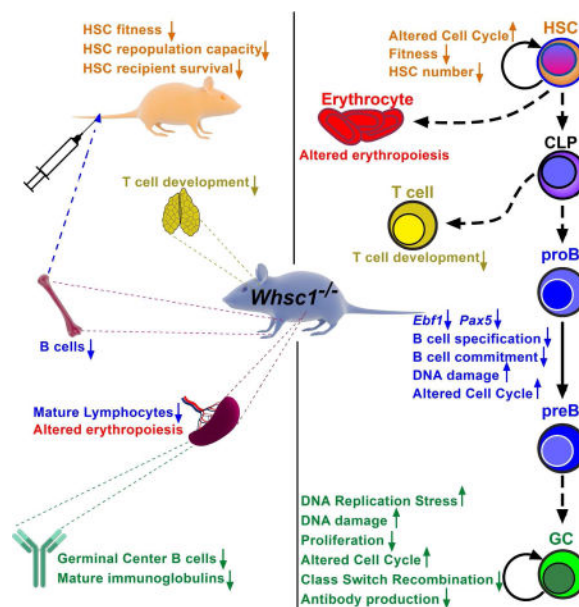 HSC fitness ↓
HSC repopulation capacity ↓
HSC recipient survival ↓
T cell development ↓
Whsc1-/-
B cells ↓
Mature Lymphocytes ↓
Altered erythropoiesis
Germinal Center B cells ↓
Mature immunoglobulins ↓
HSC
Altered Cell Cycle ↑
Fitness ↓
HSC number ↓
Erythrocyte
Altered erythropoiesis
CLP
T cell
T cell development ↓
proB
Ebf1 ↓ Pax5 ↓
B cell specification ↓
B cell commitment ↓
DNA damage ↑
Altered Cell Cycle ↑
preB
DNA Replication Stress ↑
DNA damage ↑
Proliferation ↓
Altered Cell Cycle ↑
Class Switch Recombination ↓
Antibody production ↓
GC